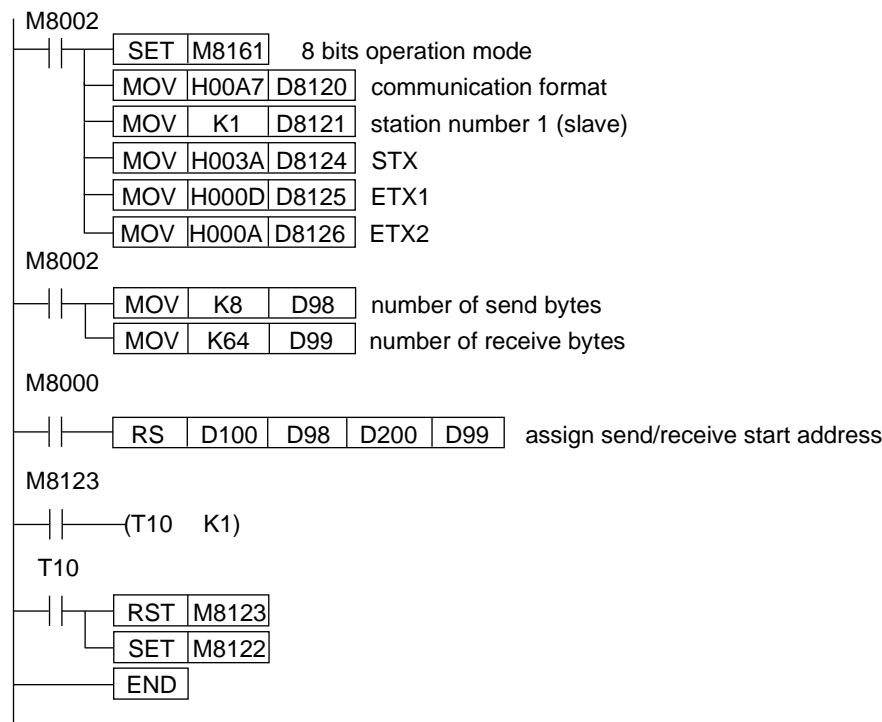 M8002
SET M8161 8 bits operation mode
MOV H00A7 D8120 communication format
MOV K1 D8121 station number 1 (slave)
MOV H003A D8124 STX
MOV H000D D8125 ETX1
MOV H000A D8126 ETX2
M8002
MOV K8 D98 number of send bytes
MOV K64 D99 number of receive bytes
M8000
RS D100 D98 D200 D99 assign send/receive start address
M8123
(T10 K1)
T10
RST M8123
SET M8122
END